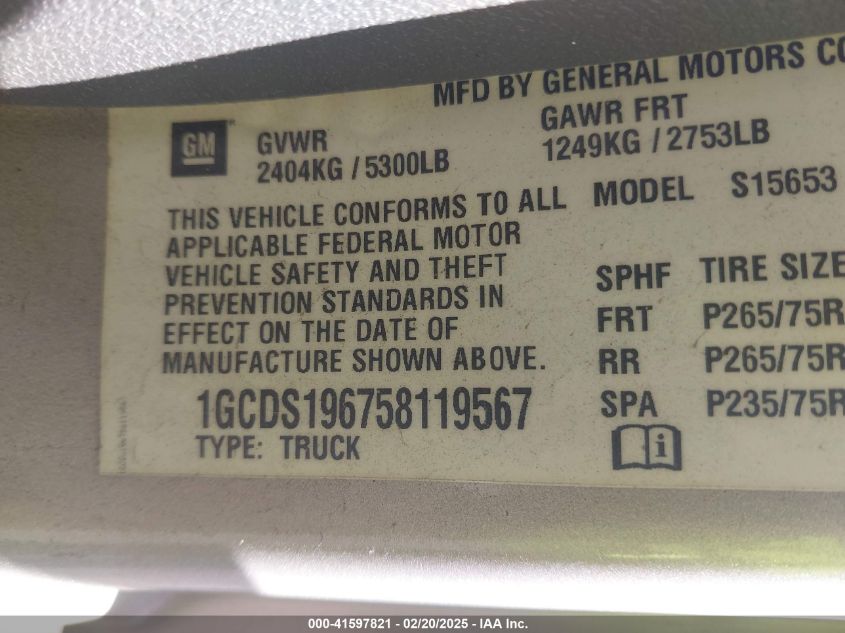 MFD BY GENERAL MOTORS CO
GM
GVWR
2404KG / 5300LB
GAWR FRT
1249KG / 2753LB
THIS VEHICLE CONFORMS TO ALL
APPLICABLE FEDERAL MOTOR
VEHICLE SAFETY AND THEFT
PREVENTION STANDARDS IN
EFFECT ON THE DATE OF
MANUFACTURE SHOWN ABOVE.
1GCDS196758119567
TYPE: TRUCK
MODEL S15653
SPHF TIRE SIZE
FRT P265/75R
RR P265/75R
SPA P235/75R
i
000-41597821 - 02/20/2025 - IAA Inc.